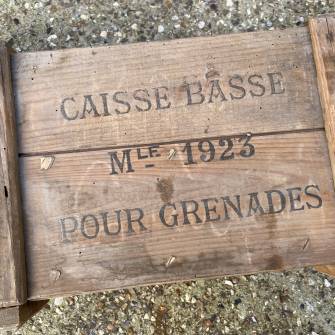 CAISSE BASSE
MLE - 1923
POUR GRENADES